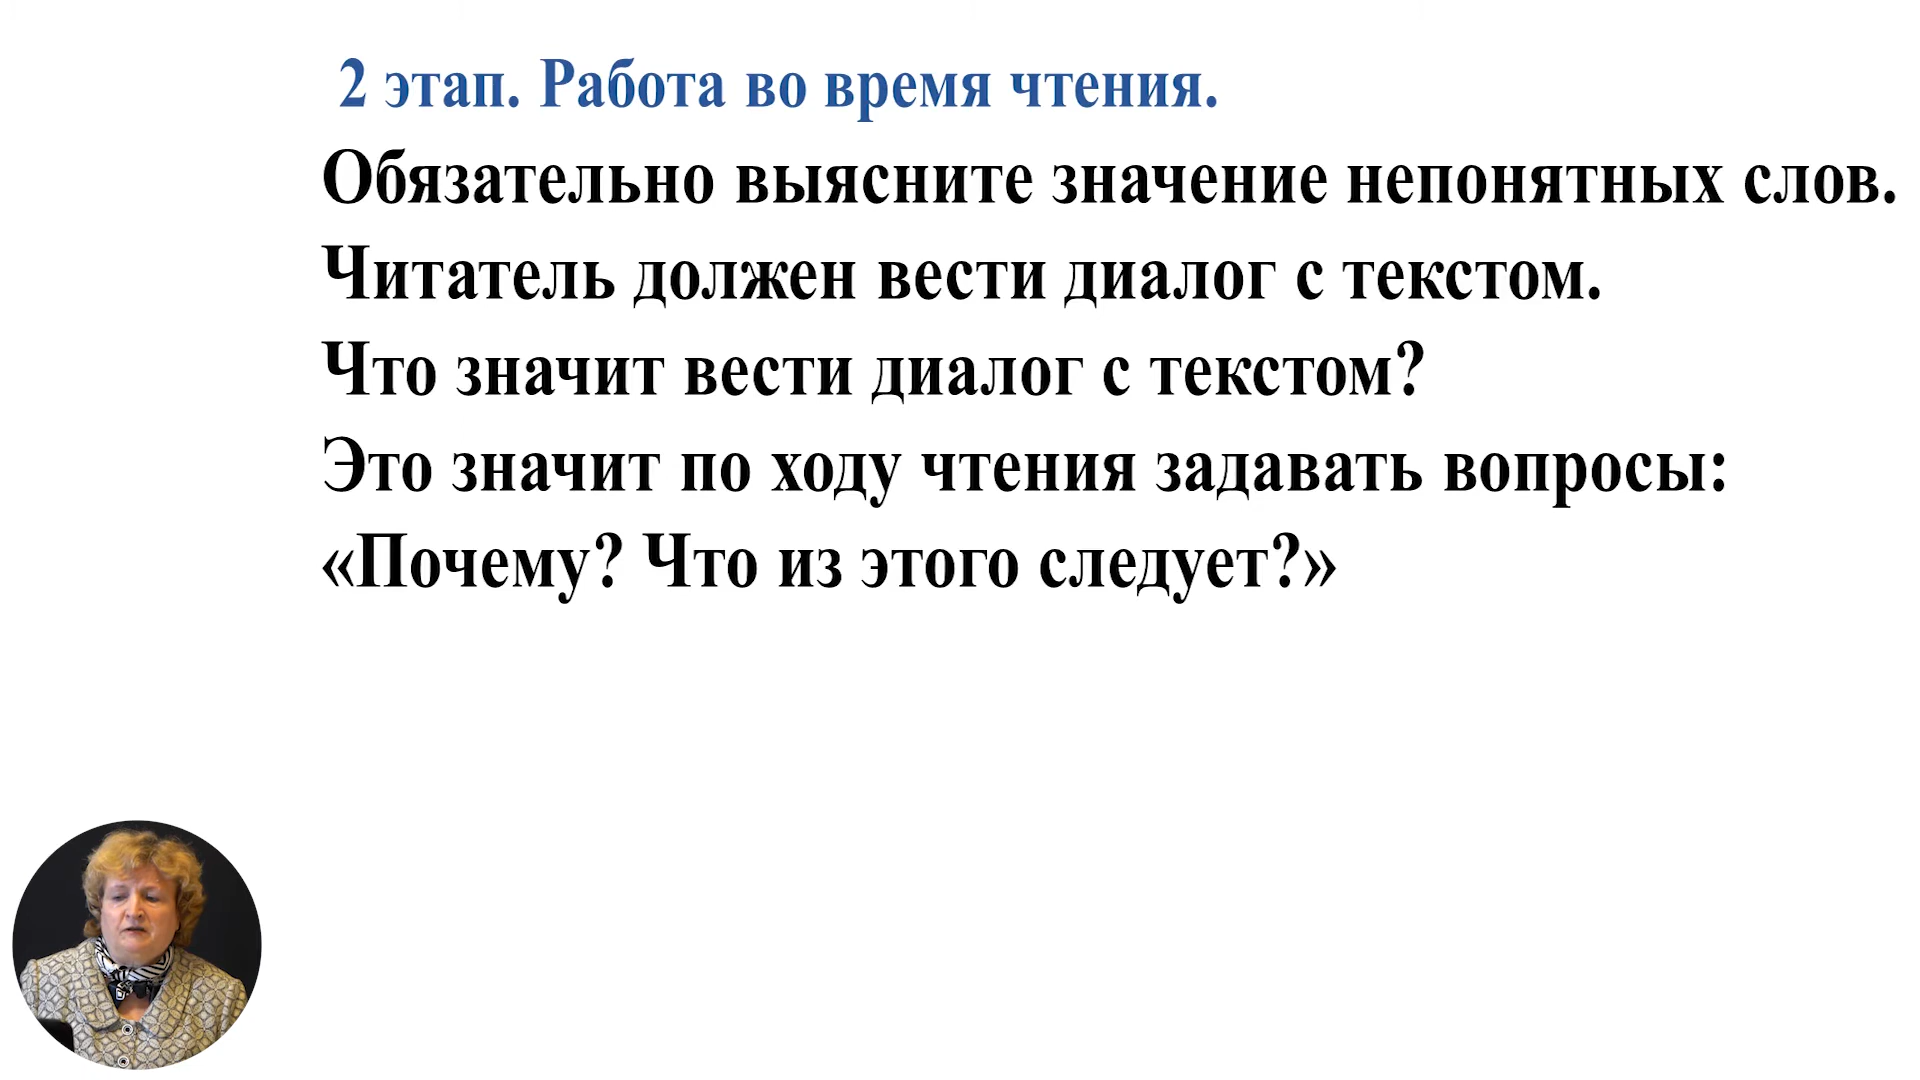 2 этап. Работа во время чтения.
Обязательно выясните значение непонятных слов.
Читатель должен вести диалог с текстом.
Что значит вести диалог с текстом?
Это значит по ходу чтения задавать вопросы:
«Почему? Что из этого следует?»